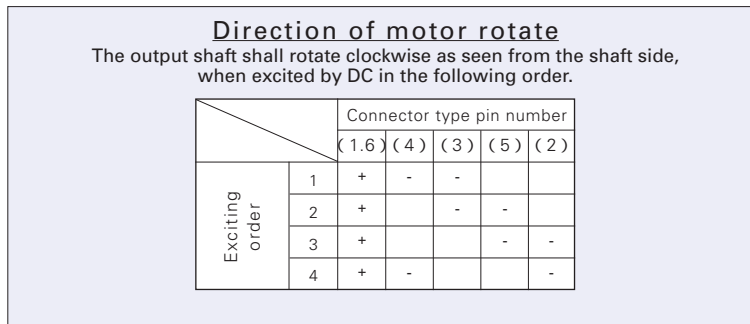 Direction of motor rotate
The output shaft shall rotate clockwise as seen from the shaft side,
when excited by DC in the following order.
Connector type pin number
(1.6) (4) (3) (5) (2)
Exciting
order
1 + - -
2 + - -
3 + - -
4 + - -